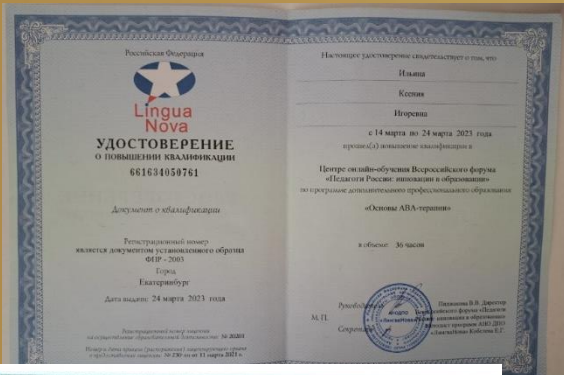 Российская Федерация
Lingua
Nova
УДОСТОВЕРЕНИЕ
О ПОВЫШЕНИИ КВАЛИФИКАЦИИ
661634050761
Документ о квалификации
Регистрационный номер
является документом установленного образца
ФПР - 2003
Город
Екатеринбург
Дата выдачи: 24 марта 2023 года
Настоящее удостоверение свидетельствует о том, что
Ильина
Ксения
Игоревна
с 14 марта по 24 марта 2023 года
прошел(а) повышение квалификации в
Центре онлайн-обучения Всероссийского форума
«Педагоги России: инновации в образовании»
по программе дополнительного профессионального образования
«Основы АВА-терапии»
в объеме 36 часов
М. П.
Руководитель
Секретарь